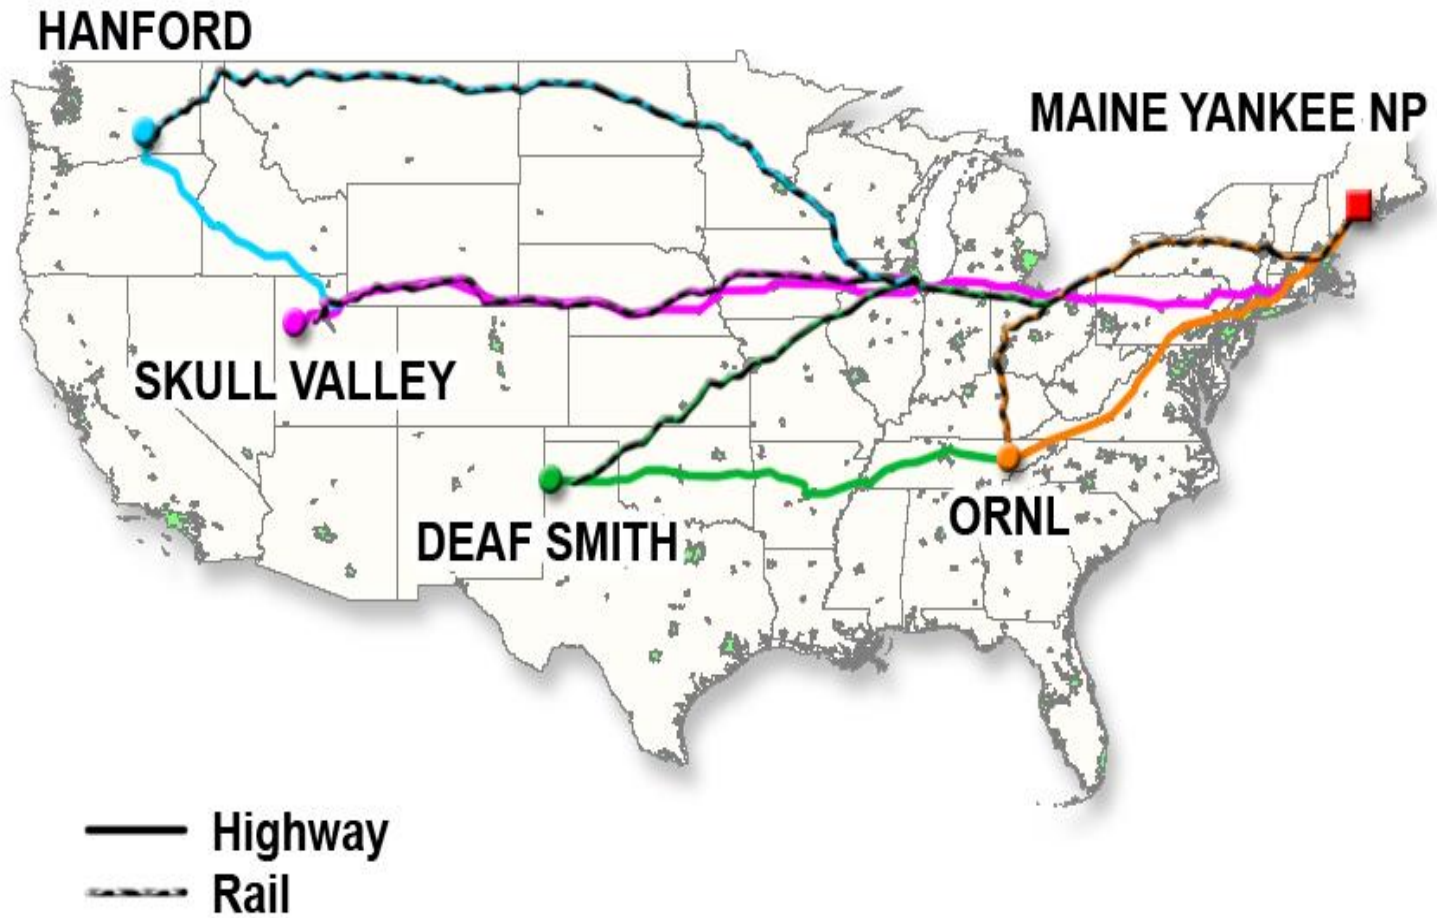 HANFORD
MAINE YANKEE NP
SKULL VALLEY
ORNL
DEAF SMITH
Highway
Rail